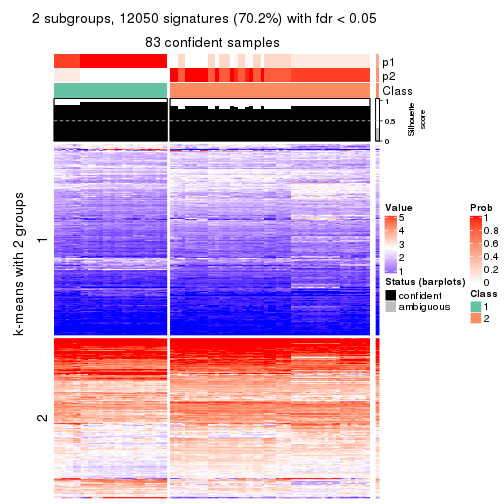 2 subgroups, 12050 signatures (70.2%) with fdr < 0.05
83 confident samples
p1
p2
Class
1
0.5
0
Silhouette
score
k-means with 2 groups
1
2
Value
5
4
3
2
1
Status (barplots)
confident
ambiguous
Prob
1
0.8
0.6
0.4
0.2
0
Class
1
2